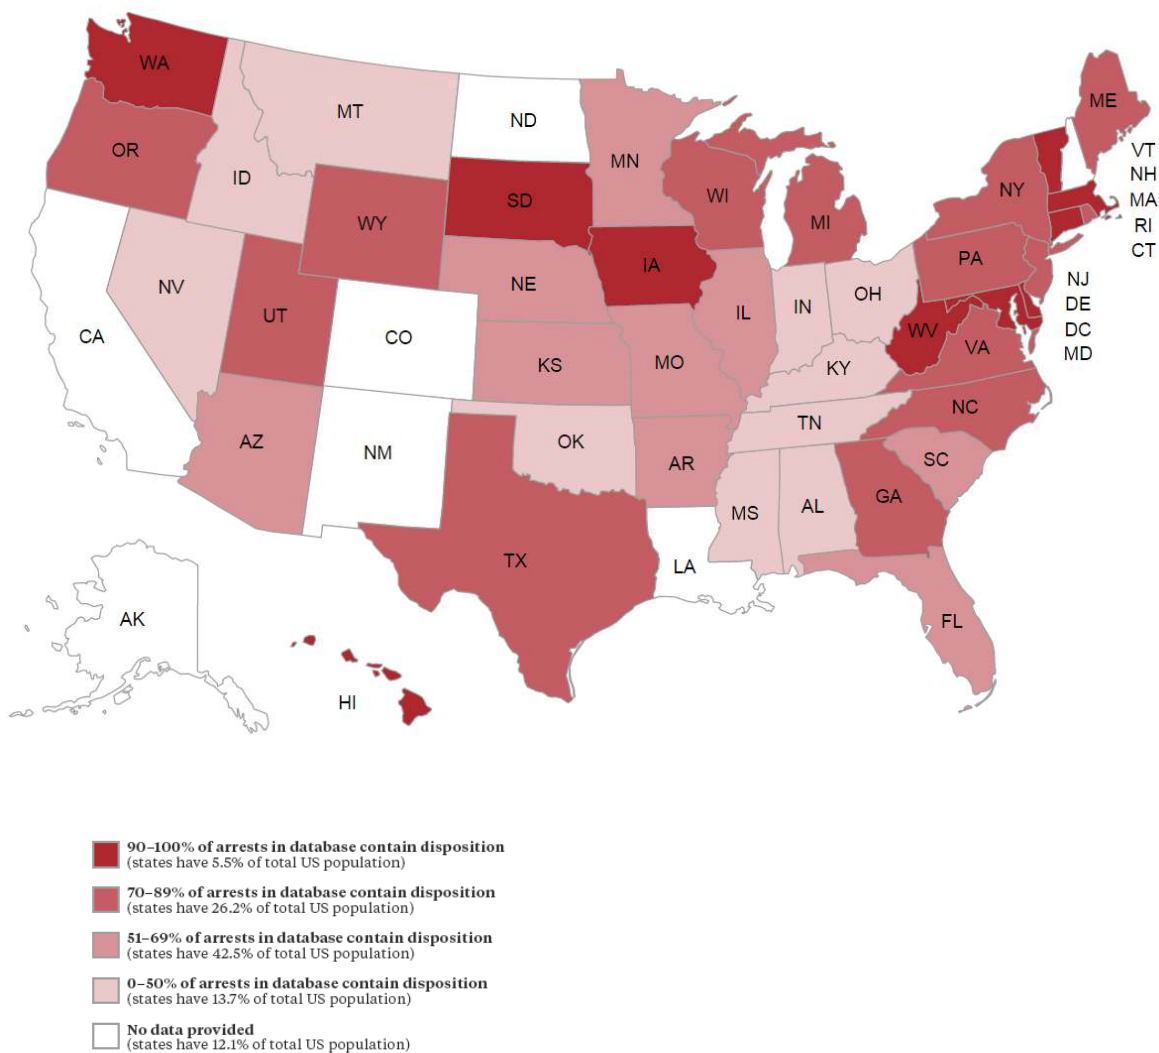 WA
MT
ND
ME
OR
MN
VT
ID
NH
WI
NY
SD
MA
WY
MI
RI
CT
PA
IA
NJ
NE
NV
IN
OH
DE
UT
IL
DC
CA
CO
WV
VA
MD
KS
MO
KY
NC
TN
AZ
OK
NM
SC
AR
GA
MS
AL
TX
LA
AK
FL
HI
90–100% of arrests in database contain disposition
(states have 5.5% of total US population)
70–89% of arrests in database contain disposition
(states have 26.2% of total US population)
51–69% of arrests in database contain disposition
(states have 42.5% of total US population)
0–50% of arrests in database contain disposition
(states have 13.7% of total US population)
No data provided
(states have 12.1% of total US population)